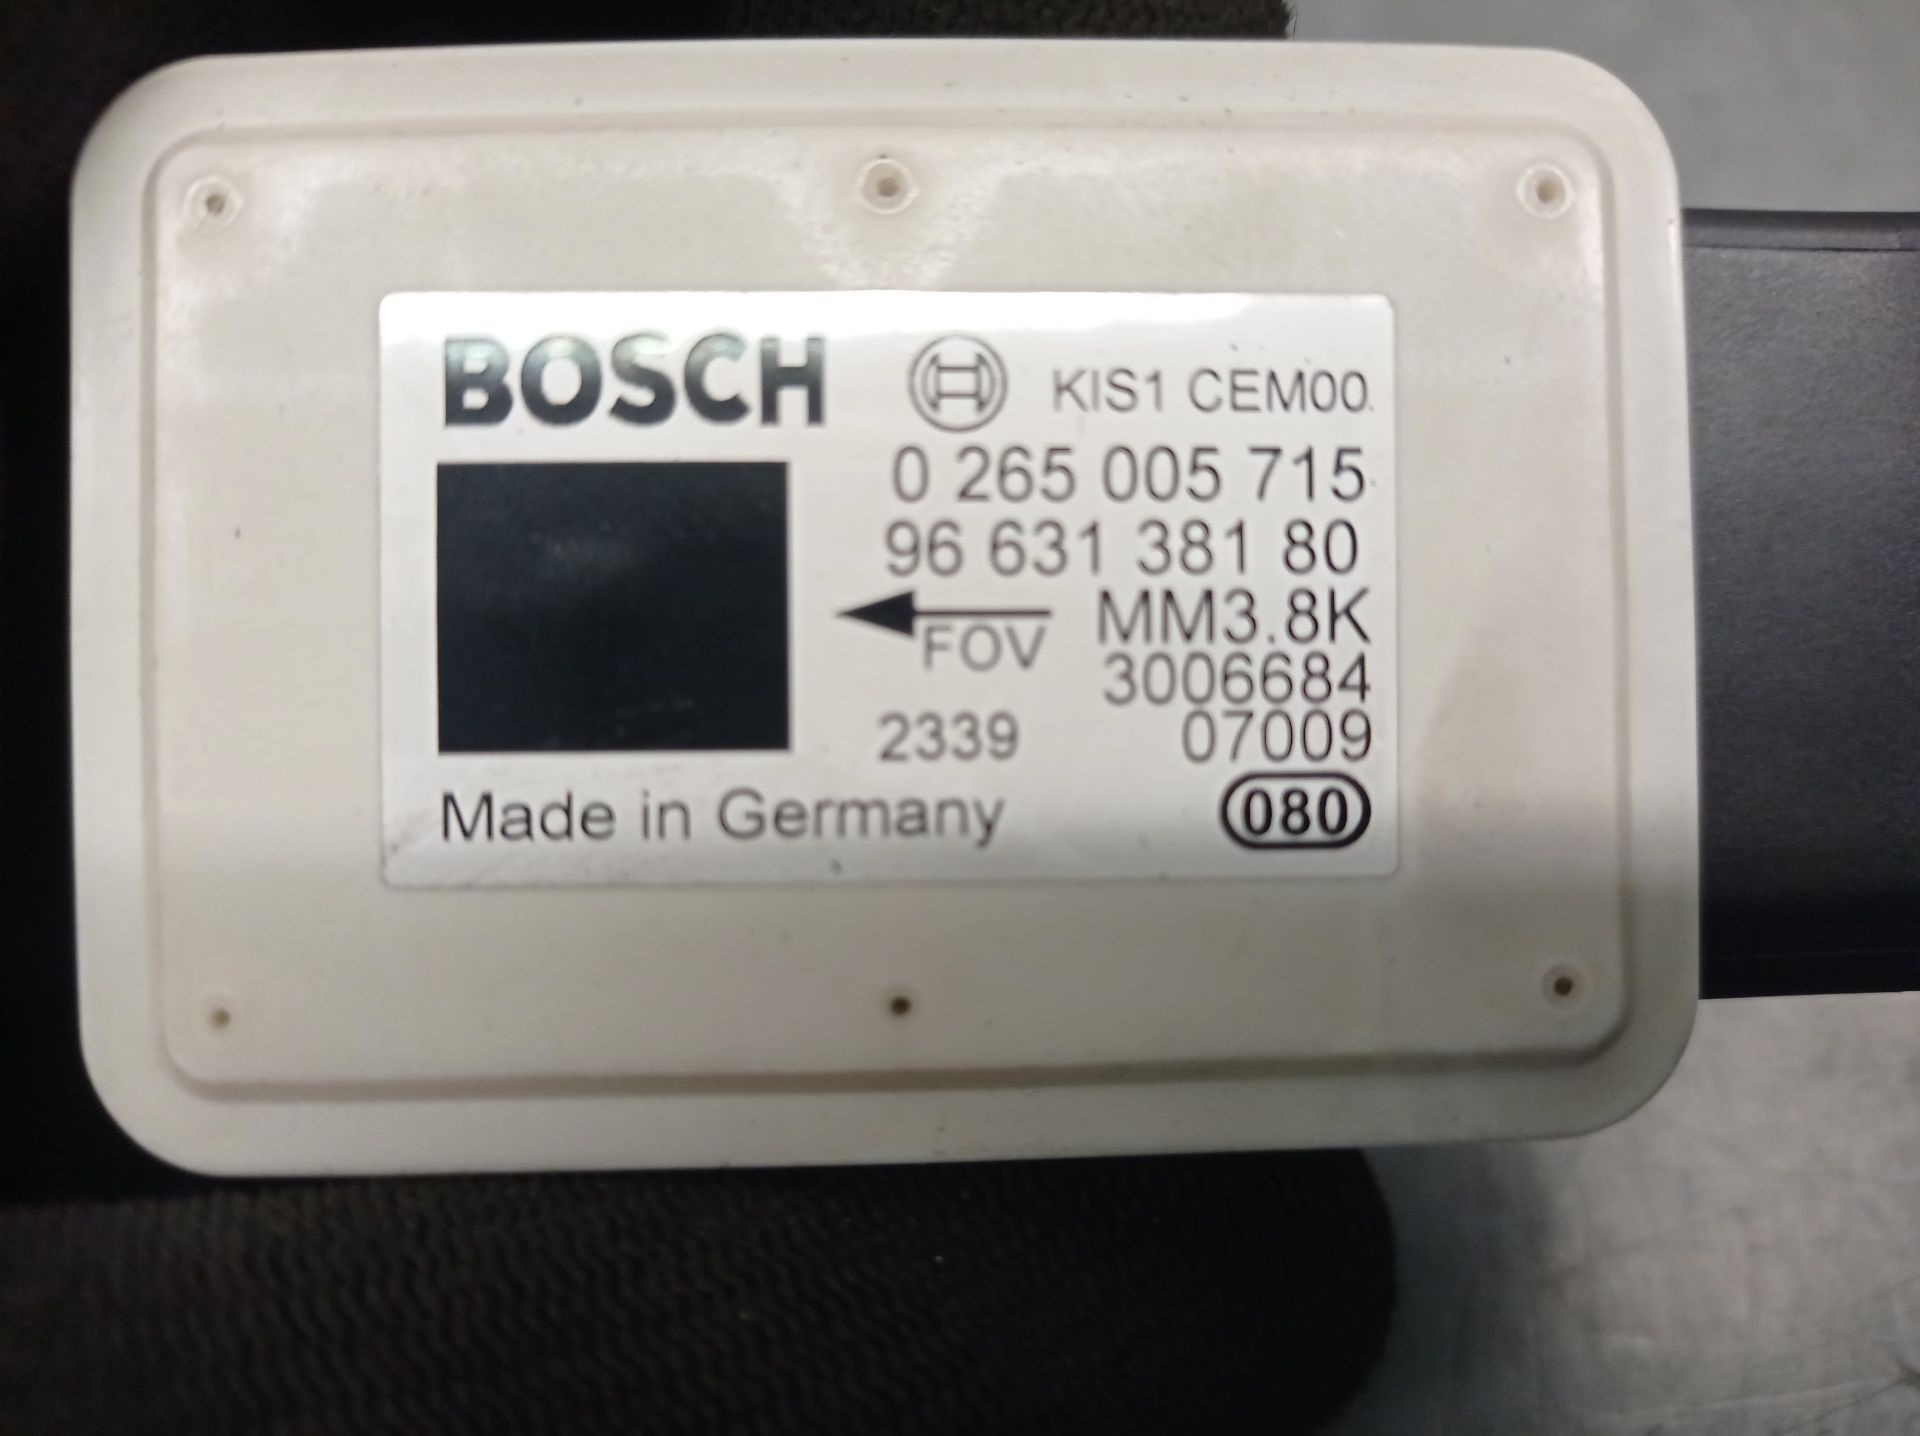 BOSCH KIS1 CEM00
0 265 005 715
96 631 381 80
MM3.8K
FOV
3006684
2339 07009
Made in Germany 080